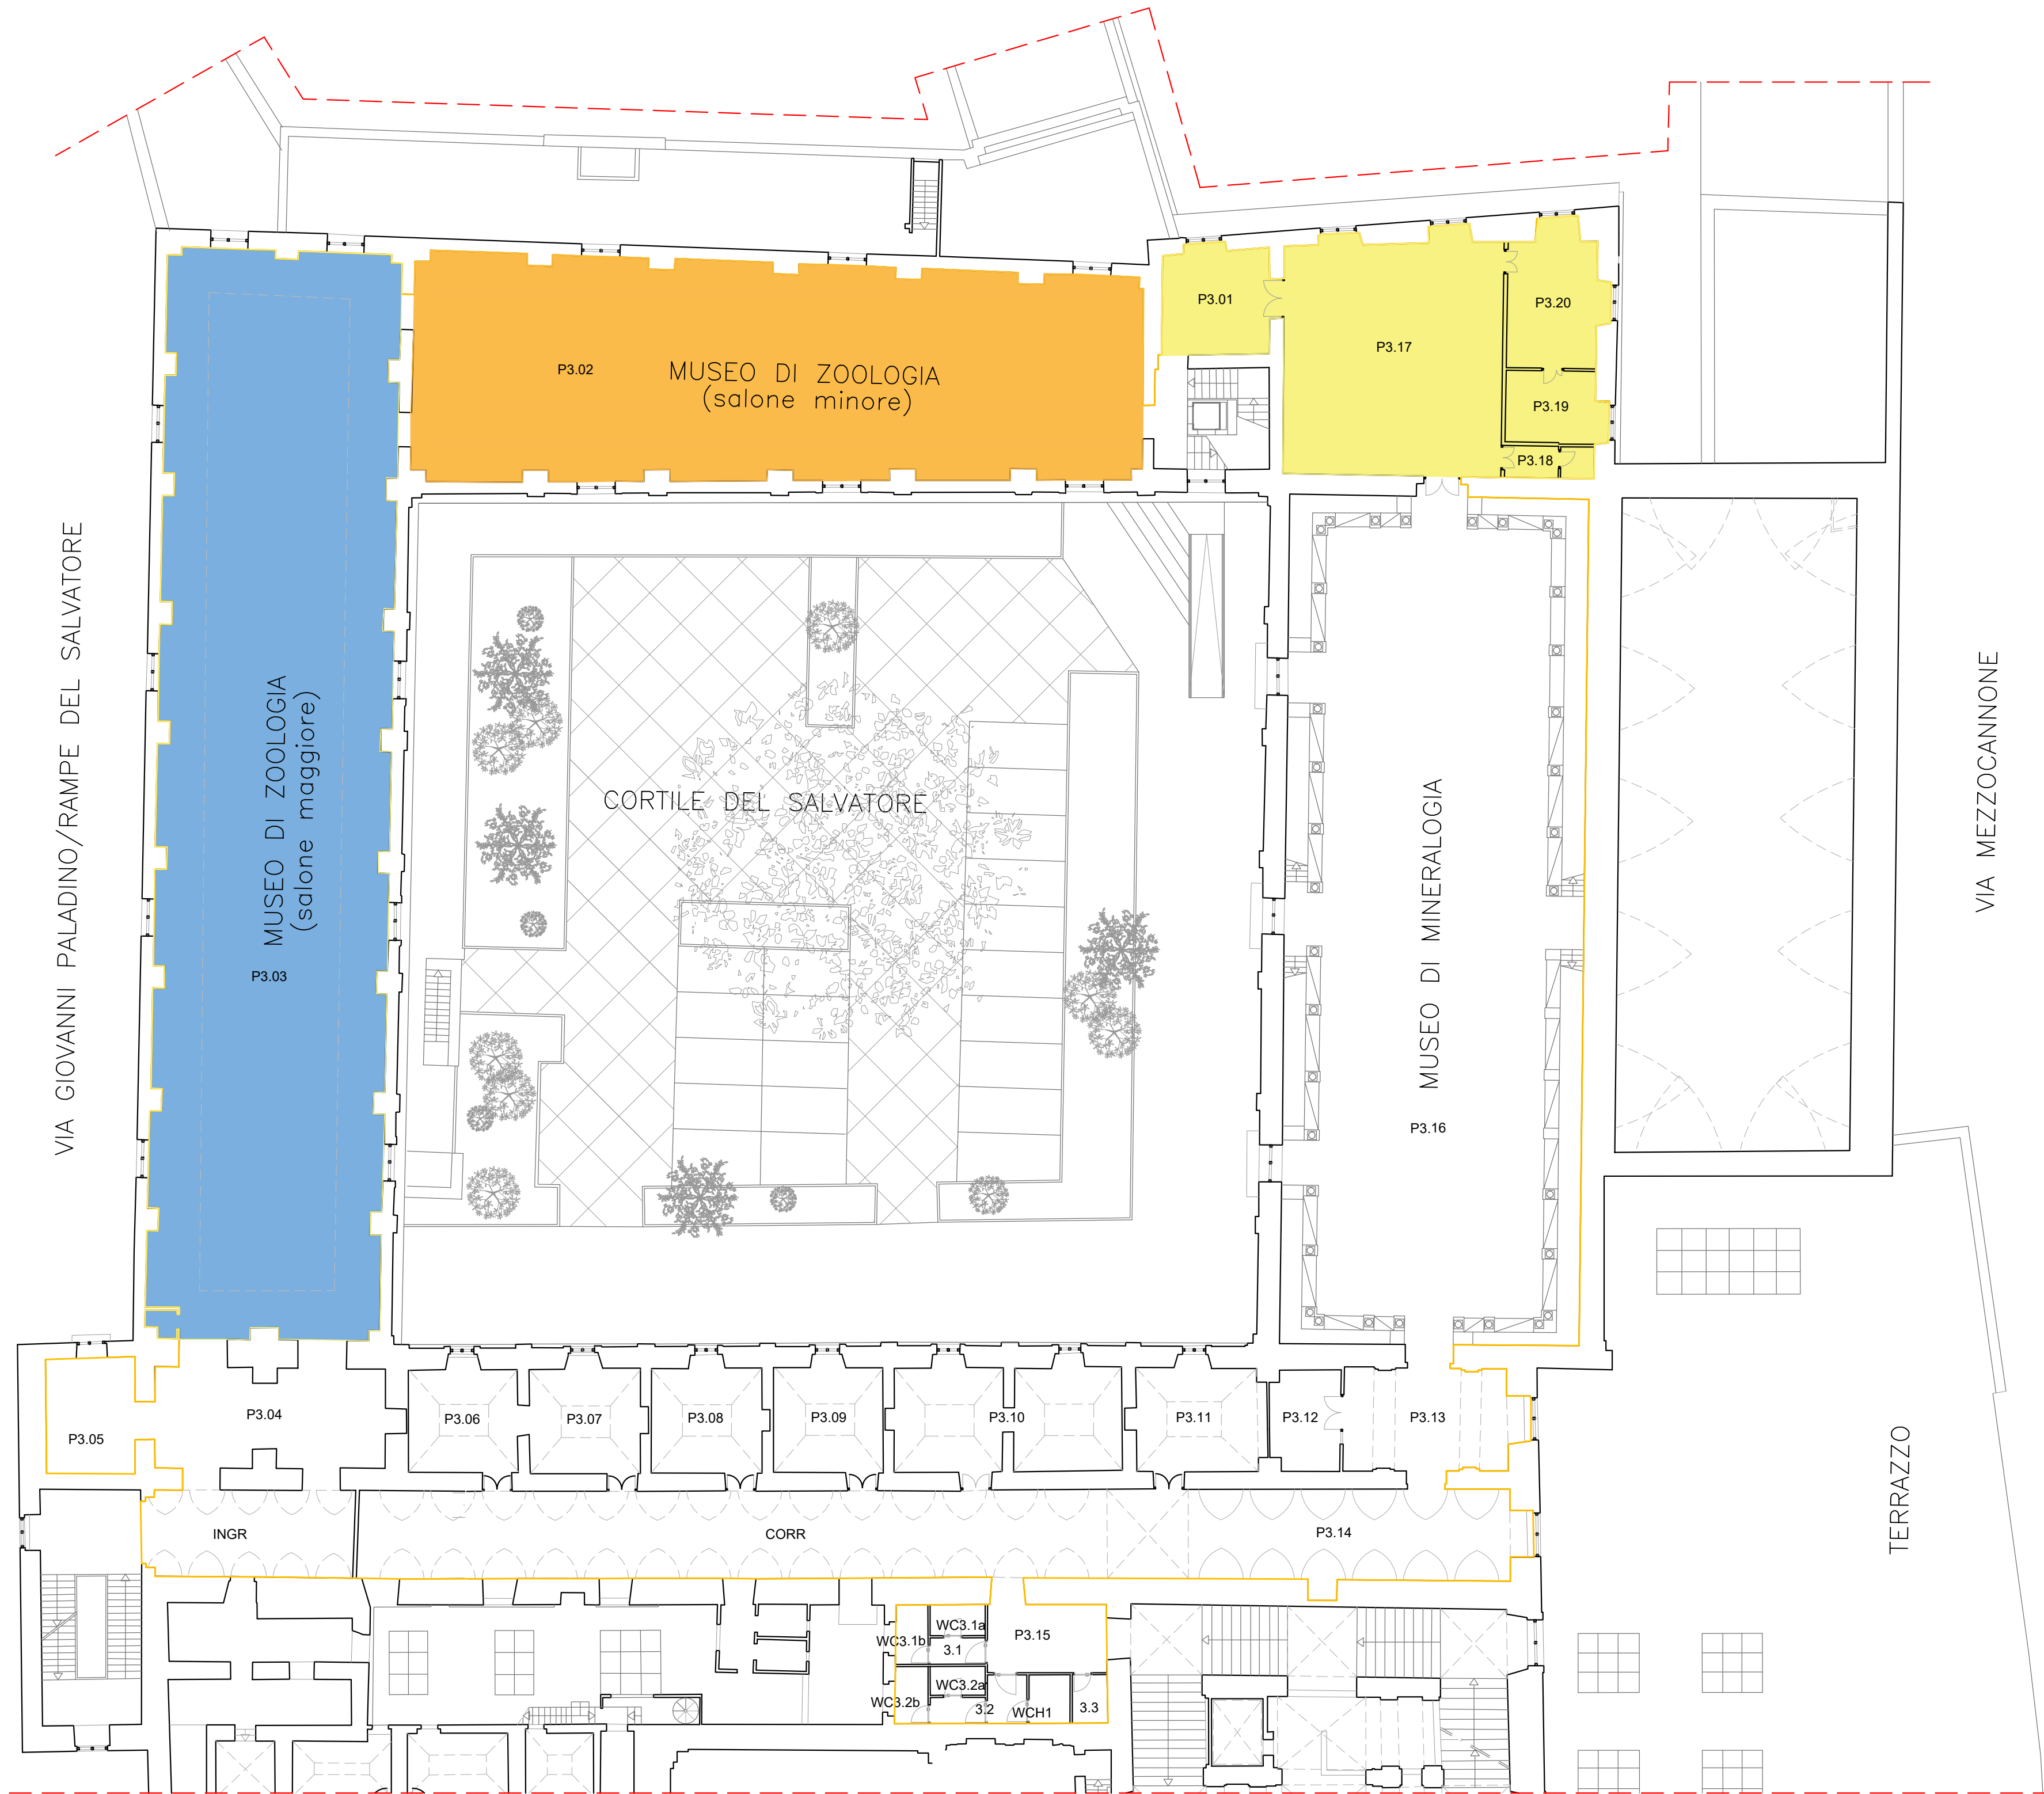 P3.01
P3.20
P3.17
P3.02
MUSEO DI ZOOLOGIA
(salone minore)
P3.19
P3.18
VIA GIOVANNI PALADINO/RAMPE DEL SALVATORE
MUSEO DI ZOOLOGIA
(salone maggiore)
P3.03
CORTILE DEL SALVATORE
MUSEO DI MINERALOGIA
P3.16
VIA MEZZOCANNONE
P3.04
P3.05
P3.06
P3.07
P3.08
P3.09
P3.10
P3.11
P3.12
P3.13
TERRAZZO
INGR
CORR
P3.14
WC3.1a
WC3.1b
3.1
P3.15
WC3.2a
WC3.2b
3.2
WCH1
3.3